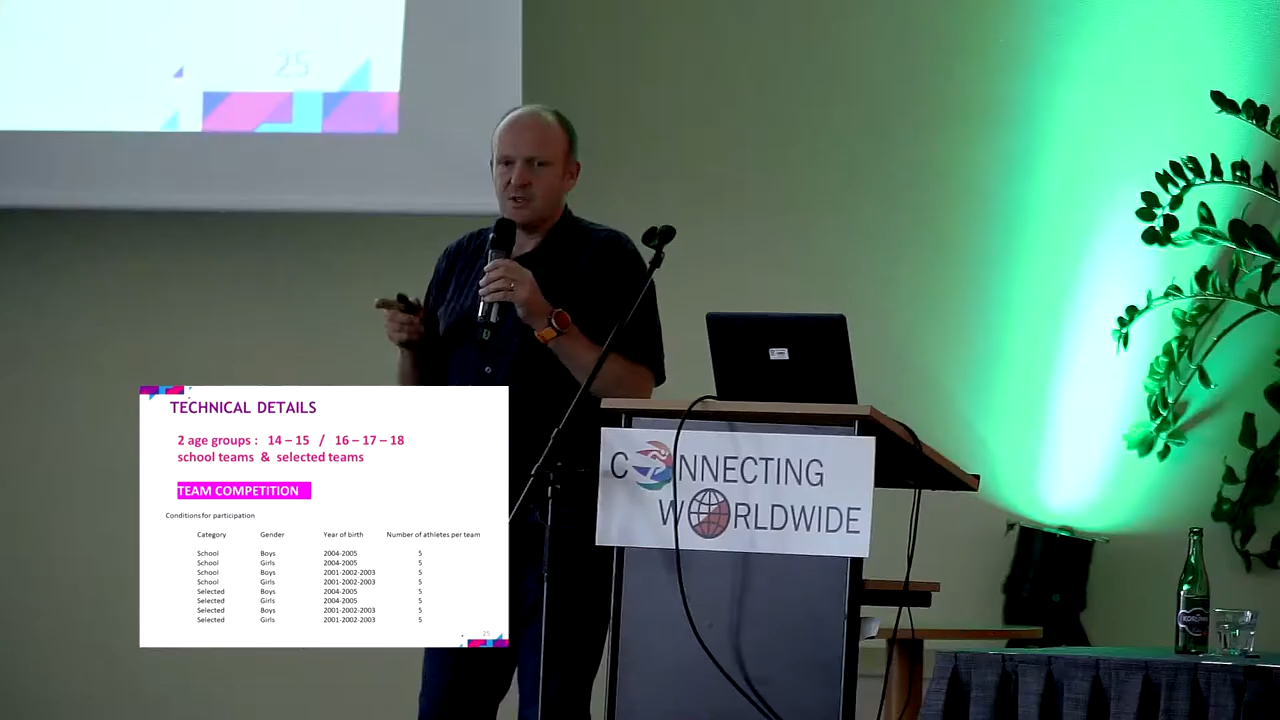 25
TECHNICAL DETAILS
2 age groups : 14 – 15 / 16 – 17 – 18
school teams & selected teams
TEAM COMPETITION
Conditions for participation
Category Gender Year of birth Number of athletes per team
School Boys 2004-2005 5
School Girls 2004-2005 5
School Boys 2001-2002-2003 5
School Girls 2001-2002-2003 5
Selected Boys 2004-2005 5
Selected Girls 2004-2005 5
Selected Boys 2001-2002-2003 5
Selected Girls 2001-2002-2003 5
25
CONNECTING
WORLDWIDE